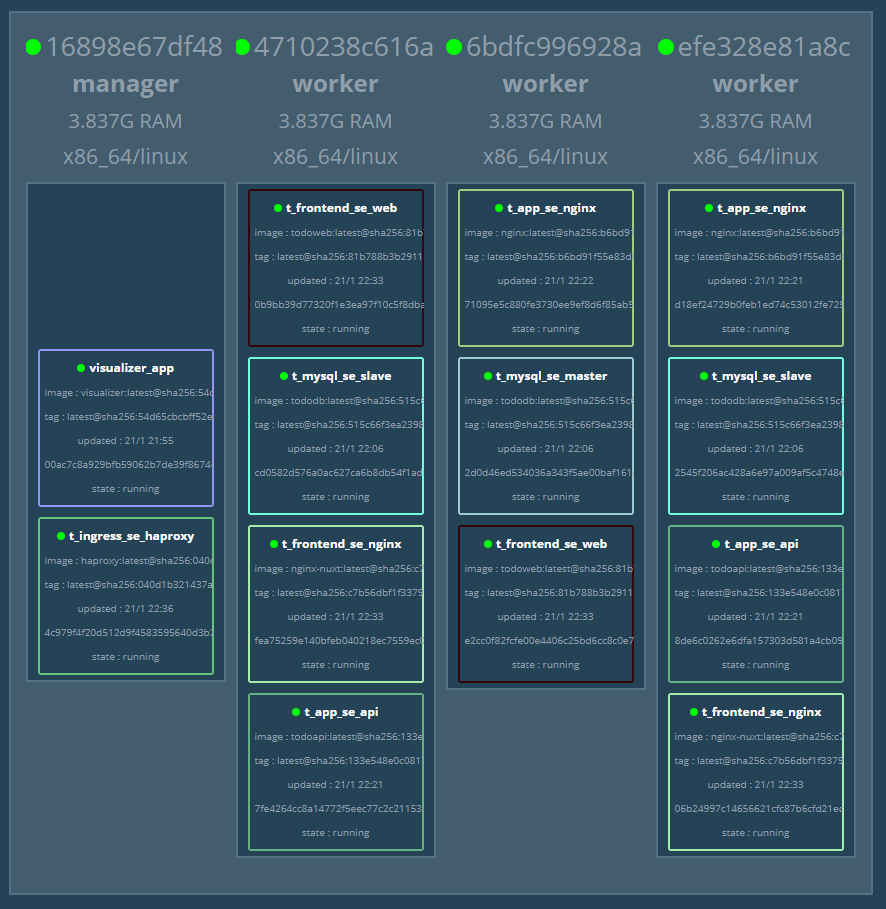 16898e67df48
manager
3.837G RAM
x86_64/linux
visualizer_app
image : visualizer:latest@sha256:54d
tag : latest@sha256:54d65cbcbff52e
updated : 21/1 21:55
00ac7c8a929bfb59062b7de39f8674
state : running
t_ingress_se_haproxy
image : haproxy:latest@sha256:040d
tag : latest@sha256:040d1b321437a
updated : 21/1 22:36
4c979f4f20d512d9f4583595640d3b2
state : running
4710238c616a
worker
3.837G RAM
x86_64/linux
t_frontend_se_web
image : todoweb:latest@sha256:81b
tag : latest@sha256:81b788b3b2911
updated : 21/1 22:33
0b9bb39d77320f1e3ea97f10c5f8dba
state : running
t_mysql_se_slave
image : tododb:latest@sha256:515c
tag : latest@sha256:515c66f3ea2398
updated : 21/1 22:06
cd0582d576a0ac627ca6b8db54f1ad
state : running
t_frontend_se_nginx
image : nginx-nuxt:latest@sha256:c7
tag : latest@sha256:c7b56dbf1f3379
updated : 21/1 22:33
fea75259e140bfeb040218ec7559ec0
state : running
t_app_se_api
image : todoapi:latest@sha256:133e
tag : latest@sha256:133e548e0c081
updated : 21/1 22:21
7fe4264cc8a14772f5eec77c2c21153
state : running
6bdfc996928a
worker
3.837G RAM
x86_64/linux
t_app_se_nginx
image : nginx:latest@sha256:b6bd9
tag : latest@sha256:b6bd91f55e83d
updated : 21/1 22:22
71095e5c880fe3730ee9ef8d6f85ab5
state : running
t_mysql_se_master
image : tododb:latest@sha256:515c
tag : latest@sha256:515c66f3ea2398
updated : 21/1 22:06
2d0d46ed534036a343f5ae00baf161
state : running
t_frontend_se_web
image : todoweb:latest@sha256:81b
tag : latest@sha256:81b788b3b2911
updated : 21/1 22:33
e2cc0f82fcfe00e4406c25bd6cc8c0e7
state : running
efe328e81a8c
worker
3.837G RAM
x86_64/linux
t_app_se_nginx
image : nginx:latest@sha256:b6bd9
tag : latest@sha256:b6bd91f55e83d
updated : 21/1 22:21
d18ef24729b0feb1ed74c53012fe725
state : running
t_mysql_se_slave
image : tododb:latest@sha256:515c
tag : latest@sha256:515c66f3ea2398
updated : 21/1 22:06
2545f206ac428a6e97a009af5c4748e
state : running
t_app_se_api
image : todoapi:latest@sha256:133e
tag : latest@sha256:133e548e0c081
updated : 21/1 22:21
8de6c0262e6dfa157303d581a4cb09
state : running
t_frontend_se_nginx
image : nginx-nuxt:latest@sha256:c7
tag : latest@sha256:c7b56dbf1f3379
updated : 21/1 22:33
06b24997c14656621cfc87b6cfd21ec
state : running